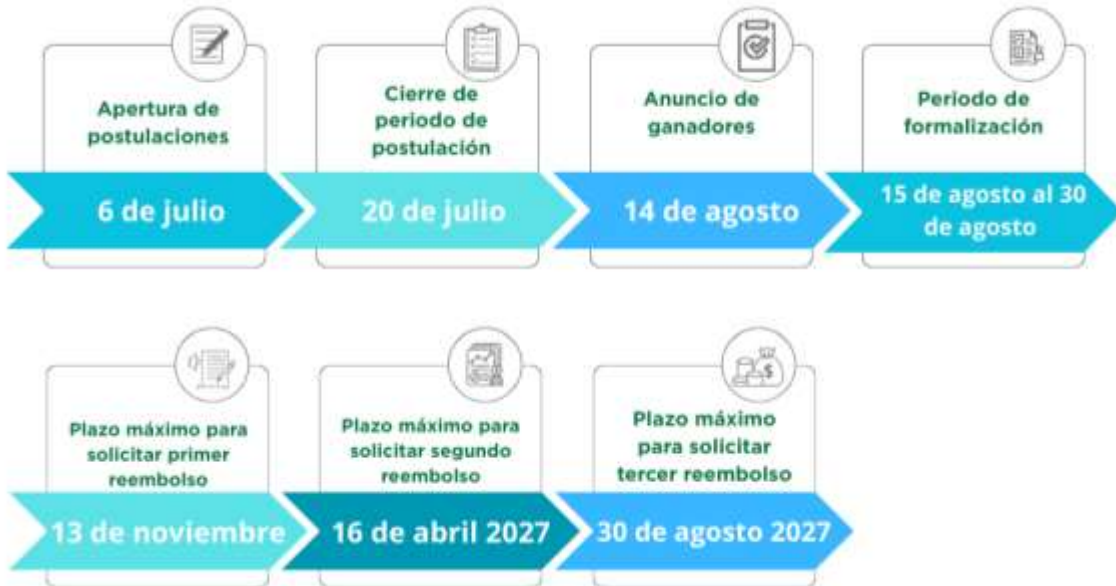 Apertura de
postulaciones
6 de julio
Cierre de
periodo de
postulación
20 de julio
Anuncio de
ganadores
14 de agosto
Periodo de
formalización
15 de agosto al 30
de agosto
Plazo máximo para
solicitar primer
reembolso
13 de noviembre
Plazo máximo para
solicitar segundo
reembolso
16 de abril 2027
Plazo máximo
para solicitar
tercer reembolso
30 de agosto 2027